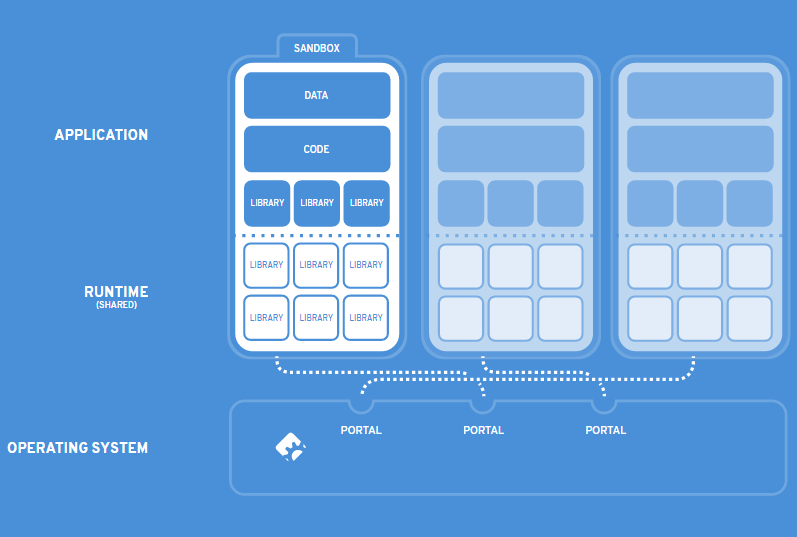 SANDBOX
DATA
APPLICATION
CODE
LIBRARY LIBRARY LIBRARY
LIBRARY LIBRARY LIBRARY
RUNTIME
(SHARED)
LIBRARY LIBRARY LIBRARY
PORTAL PORTAL PORTAL
OPERATING SYSTEM